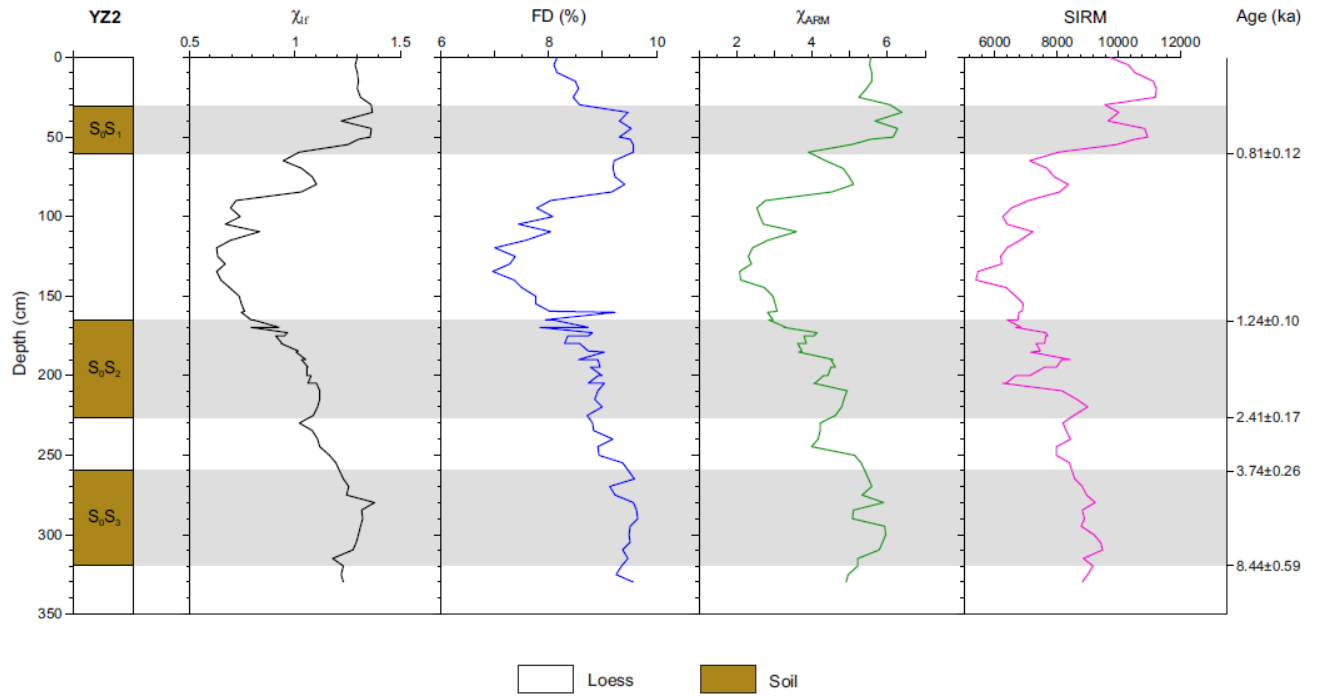 YZ2 χlf FD (%) χARM SIRM Age (ka)
0.5 1 1.5 6 8 10 2 4 6 6000 8000 10000 12000
0
50
100
150
200
250
300
350
Depth (cm)
S0S1
S0S2
S0S3
0.81±0.12
1.24±0.10
2.41±0.17
3.74±0.26
8.44±0.59
Loess Soil